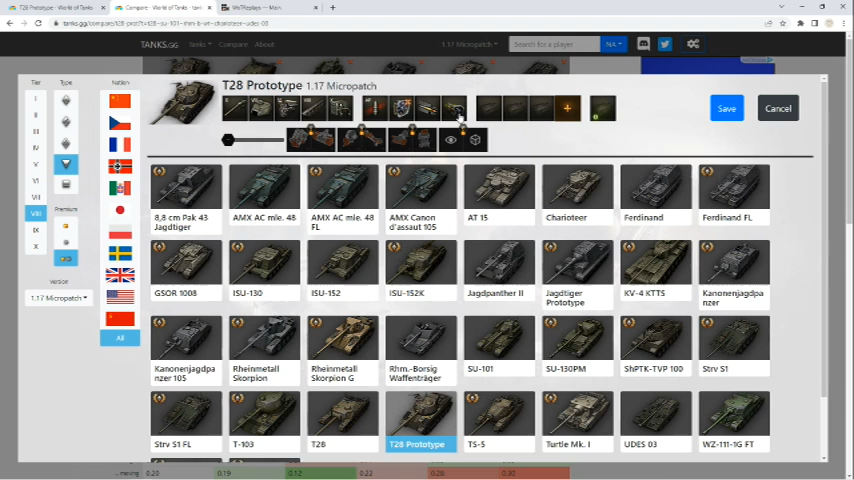 T28 Prototype - World of Tanks
Compare - World of Tanks - tan
WoTReplays — Main
tanks.gg/compare/t28-prot?t=t28~su-101~rhm-b-wt~charioteer~udes-03
TANKS.GG
Tanks
Compare
About
1.17 Micropatch
Search for a player
NA
Tier
Type
Nation
T28 Prototype 1.17 Micropatch
Save
Cancel
I
II
III
IV
V
VI
VII
VIII
IX
X
Premium
Version
1.17 Micropatch
All
8,8 cm Pak 43 Jagdtiger
AMX AC mle. 48
AMX AC mle. 48 FL
AMX Canon d'assaut 105
AT 15
Charioteer
Ferdinand
Ferdinand FL
GSOR 1008
ISU-130
ISU-152
ISU-152K
Jagdpanther II
Jagdtiger Prototype
KV-4 KTTS
Kanonenjagdpanzer
Kanonenjagdpanzer 105
Rheinmetall Skorpion
Rheinmetall Skorpion G
Rhm.-Borsig Waffenträger
SU-101
SU-130PM
ShPTK-TVP 100
Strv S1
Strv S1 FL
T-103
T28
T28 Prototype
TS-5
Turtle Mk. I
UDES 03
WZ-111-1G FT
... moving
0.20
0.19
0.12
0.22
0.26
0.30